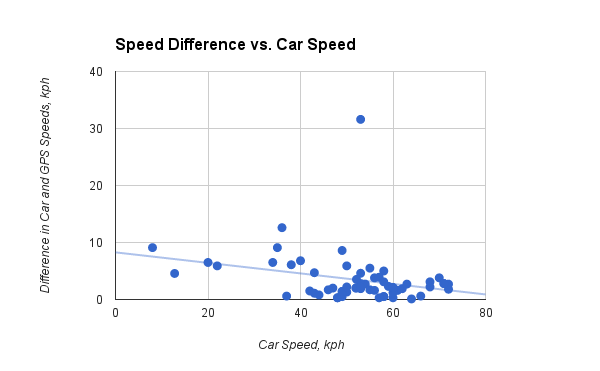 Speed Difference vs. Car Speed
Difference in Car and GPS Speeds, kph
40
30
20
10
0
0 20 40 60 80
Car Speed, kph